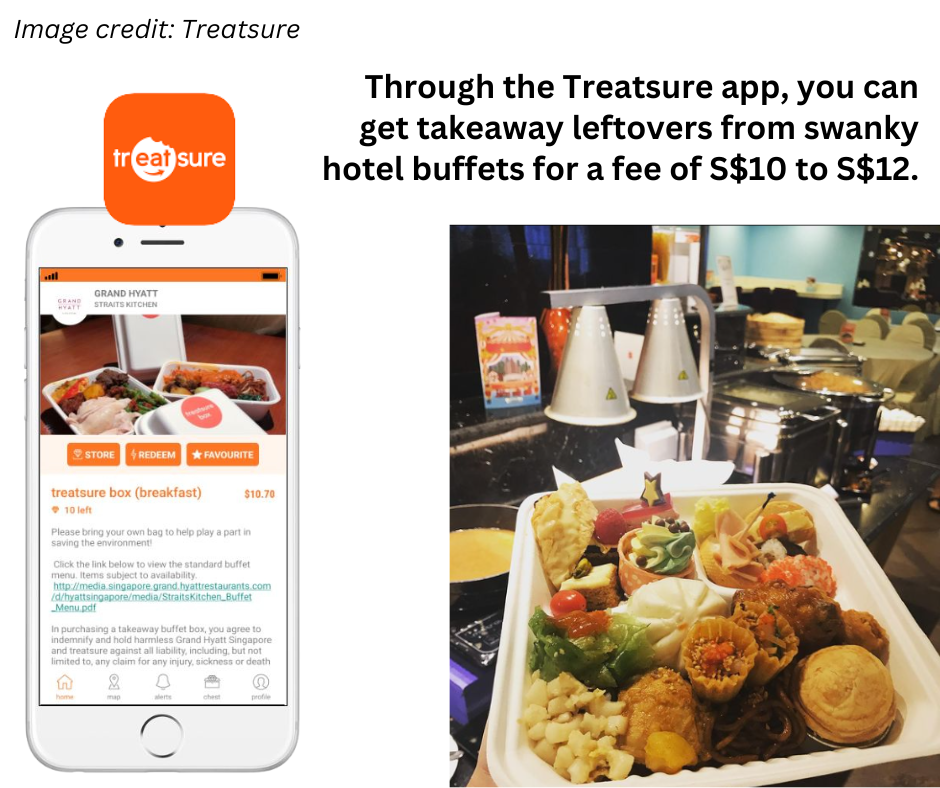 Image credit: Treatsure
Through the Treatsure app, you can
get takeaway leftovers from swanky
hotel buffets for a fee of S$10 to S$12.
treatsure
GRAND HYATT
STRAITS KITCHEN
GRAND
HYATT
treatsure
box
STORE
REDEEM
FAVOURITE
treatsure box (breakfast)
$10.70
10 left
Please bring your own bag to help play a part in
saving the environment!
Click the link below to view the standard buffet
menu. Items subject to availability.
http://media.singapore.grand.hyattrestaurants.com
/d/hyattsingapore/media/StraitsKitchen_Buffet
_Menu.pdf
In purchasing a takeaway buffet box, you agree to
indemnify and hold harmless Grand Hyatt Singapore
and treatsure against all liability, including, but not
limited to, any claim for any injury, sickness or death
home
map
alerts
chest
profile